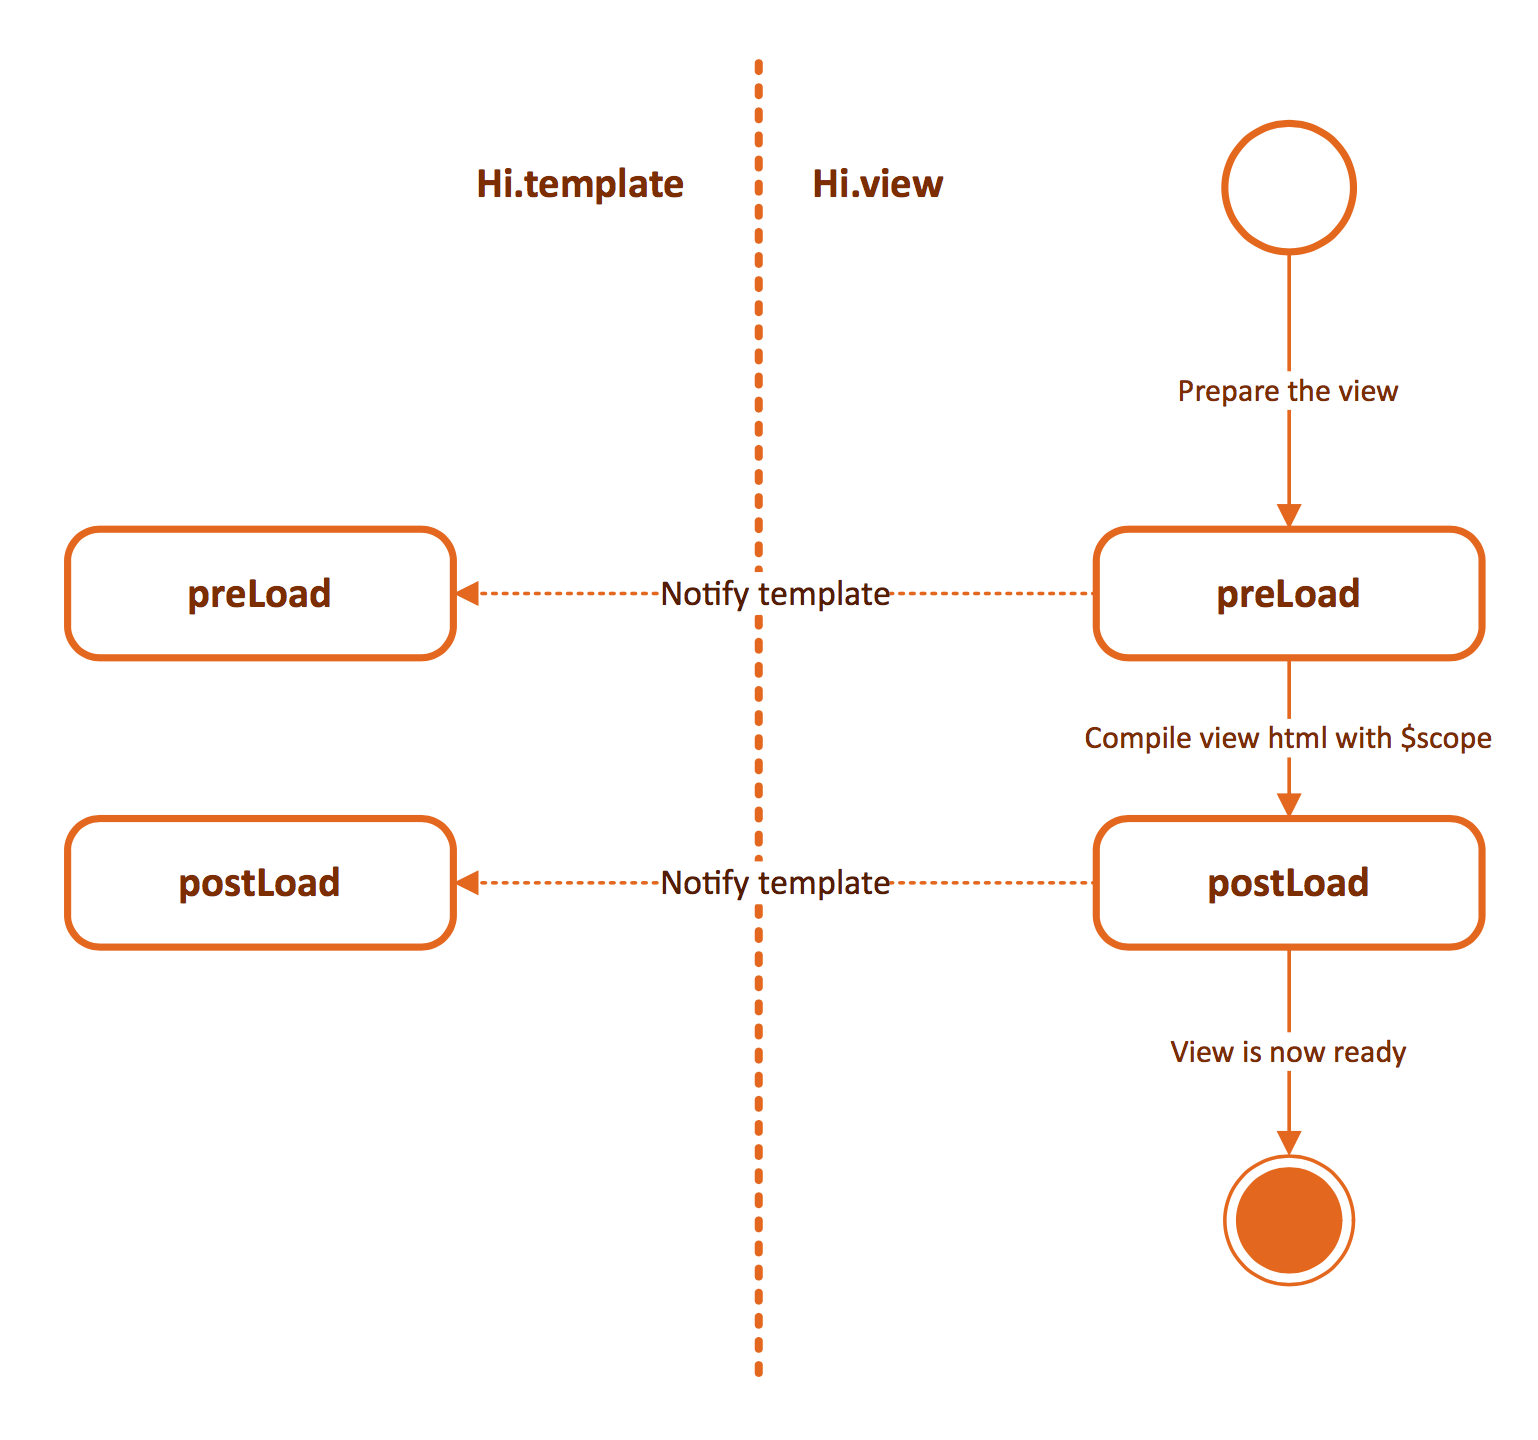 Hi.template
Hi.view
Prepare the view
preLoad
Notify template
preLoad
Compile view html with $scope
postLoad
Notify template
postLoad
View is now ready